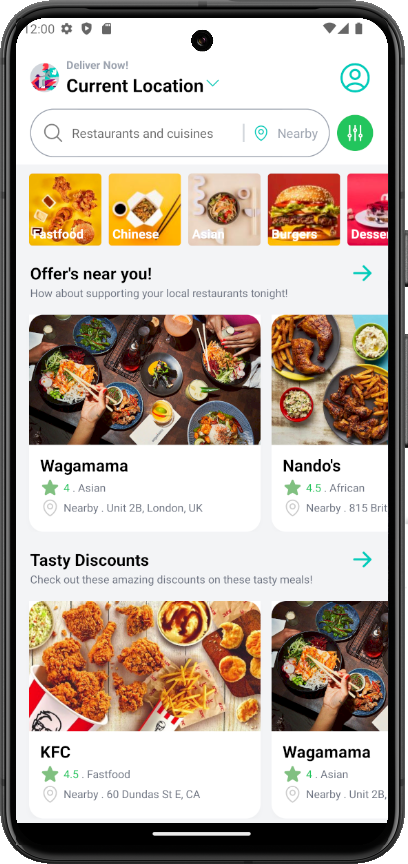 12:00
Deliver Now!
Current Location
Restaurants and cuisines
Nearby
Fastfood
Chinese
Asian
Burgers
Desser
Offer's near you!
How about supporting your local restaurants tonight!
Wagamama
4 . Asian
Nearby . Unit 2B, London, UK
Nando's
4.5 . African
Nearby . 815 Brit
Tasty Discounts
Check out these amazing discounts on these tasty meals!
KFC
4.5 . Fastfood
Nearby . 60 Dundas St E, CA
Wagamama
4 . Asian
Nearby . Unit 2B,